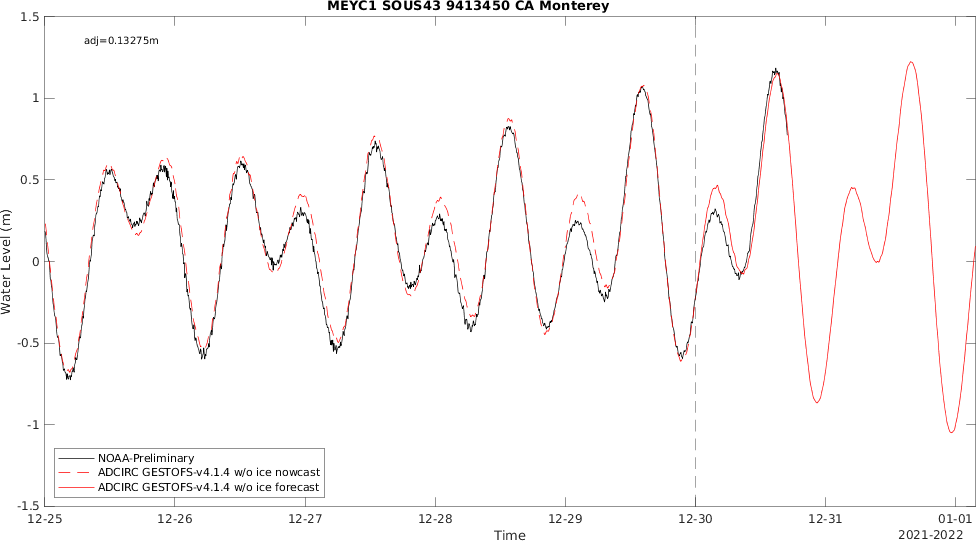 MEYC1 SOUS43 9413450 CA Monterey
1.5
adj=0.13275m
1
0.5
0
-0.5
-1
-1.5
Water Level (m)
NOAA-Preliminary
ADCIRC GESTOFS-v4.1.4 w/o ice nowcast
ADCIRC GESTOFS-v4.1.4 w/o ice forecast
12-25 12-26 12-27 12-28 12-29 12-30 12-31 01-01
Time
2021-2022